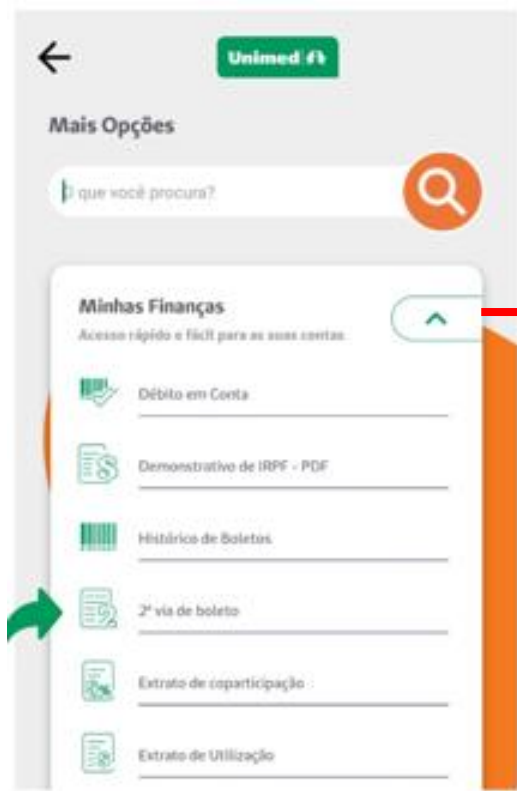 Unimed
Mais Opções
O que você procura?
Minhas Finanças
Acesso rápido e fácil para as suas contas
Débito em Conta
Demonstrativo de IRPF - PDF
Histórico de Boletos
2ª via de boleto
Extrato de coparticipação
Extrato de Utilização